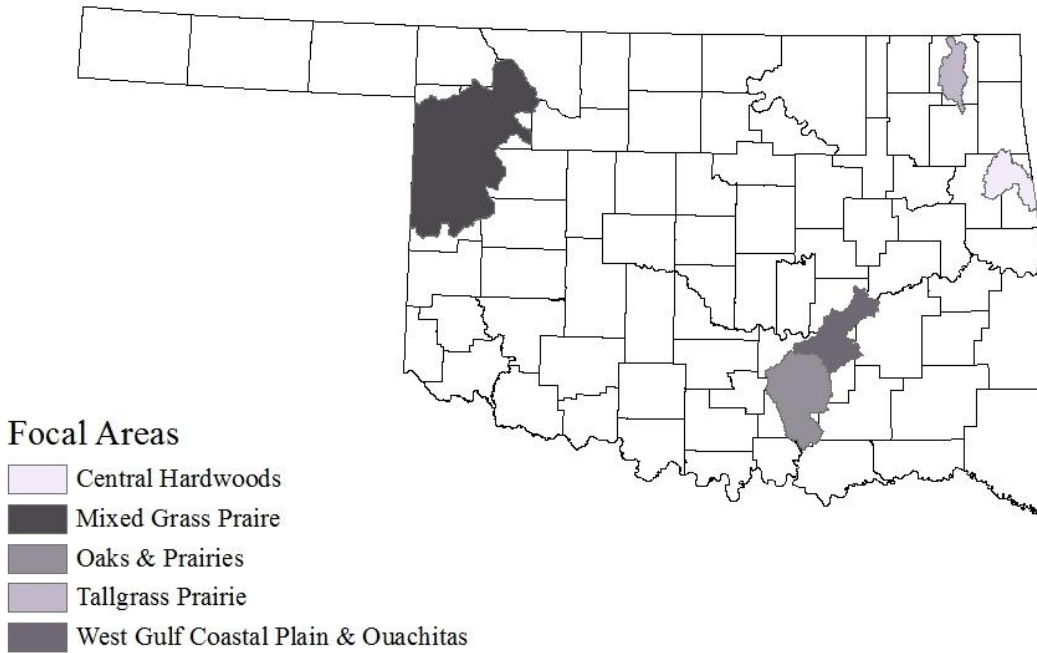 Focal Areas
Central Hardwoods
Mixed Grass Praire
Oaks & Prairies
Tallgrass Prairie
West Gulf Coastal Plain & Ouachitas